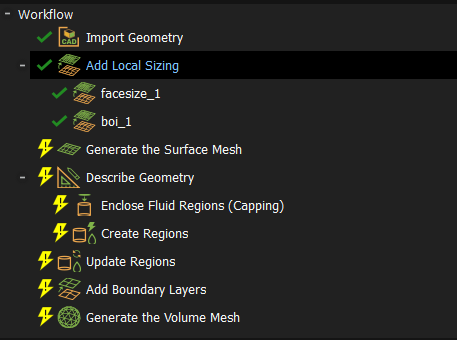 Workflow
CAD
Import Geometry
Add Local Sizing
facesize_1
boi_1
Generate the Surface Mesh
Describe Geometry
Enclose Fluid Regions (Capping)
Create Regions
Update Regions
Add Boundary Layers
Generate the Volume Mesh